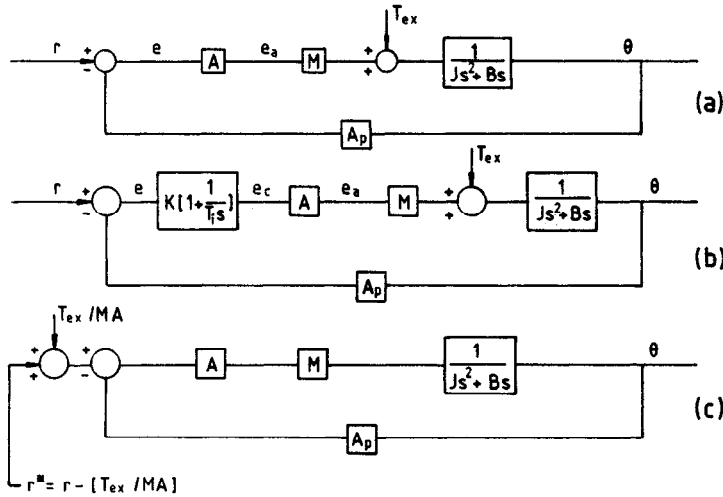 T_ex
r + − e A e_a M + + 1/(Js²+Bs) θ
A_p
(a)
T_ex
r + − e K[1+1/(T_i s)] e_c A e_a M + + 1/(Js²+Bs) θ
A_p
(b)
T_ex/MA
+ + + − A M 1/(Js²+Bs) θ
A_p
(c)
r* = r − [T_ex/MA]